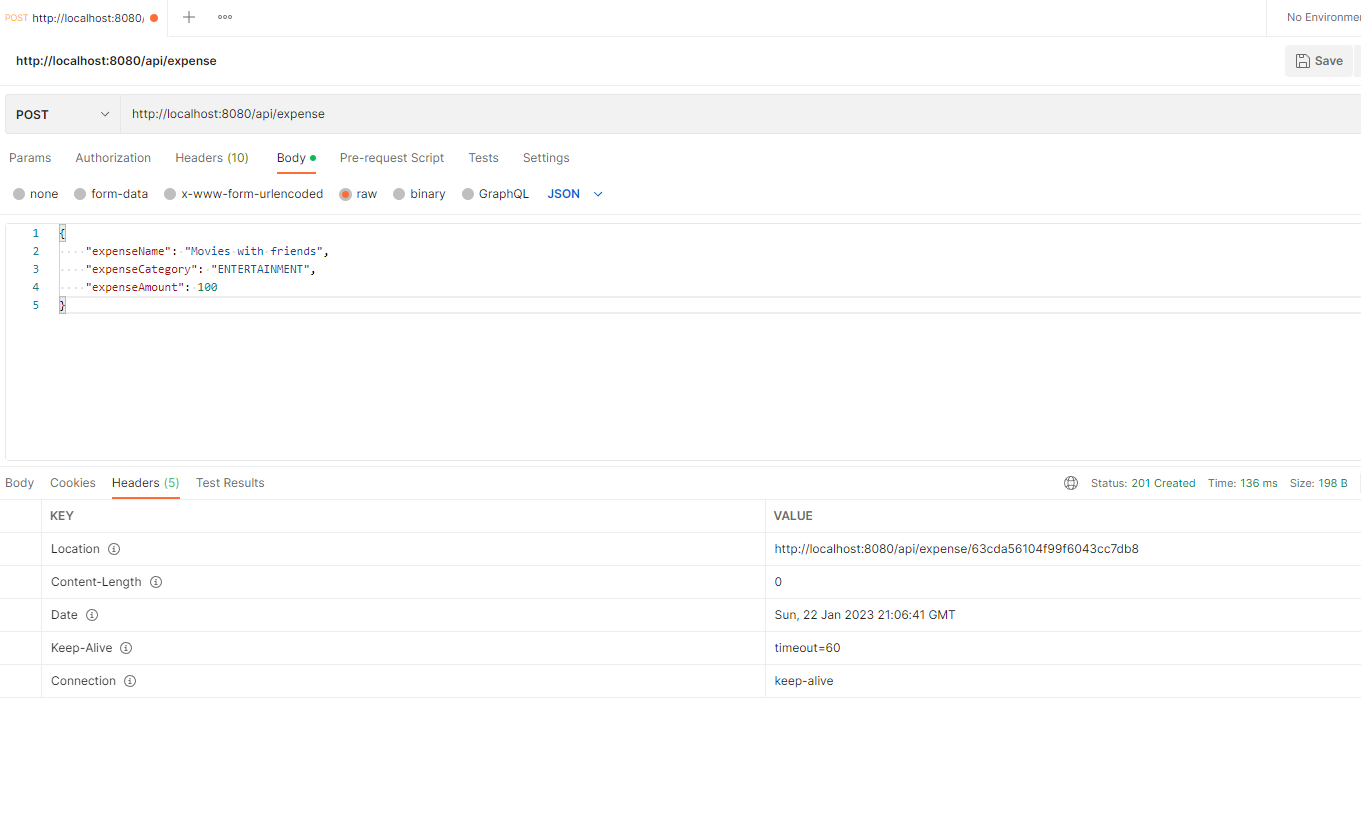 POST http://localhost:8080/
No Environme
http://localhost:8080/api/expense
Save
POST http://localhost:8080/api/expense
Params Authorization Headers (10) Body Pre-request Script Tests Settings
none form-data x-www-form-urlencoded raw binary GraphQL JSON
1 {
2 "expenseName": "Movies with friends",
3 "expenseCategory": "ENTERTAINMENT",
4 "expenseAmount": 100
5 }
Body Cookies Headers (5) Test Results Status: 201 Created Time: 136 ms Size: 198 B
KEY VALUE
Location http://localhost:8080/api/expense/63cda56104f99f6043cc7db8
Content-Length 0
Date Sun, 22 Jan 2023 21:06:41 GMT
Keep-Alive timeout=60
Connection keep-alive